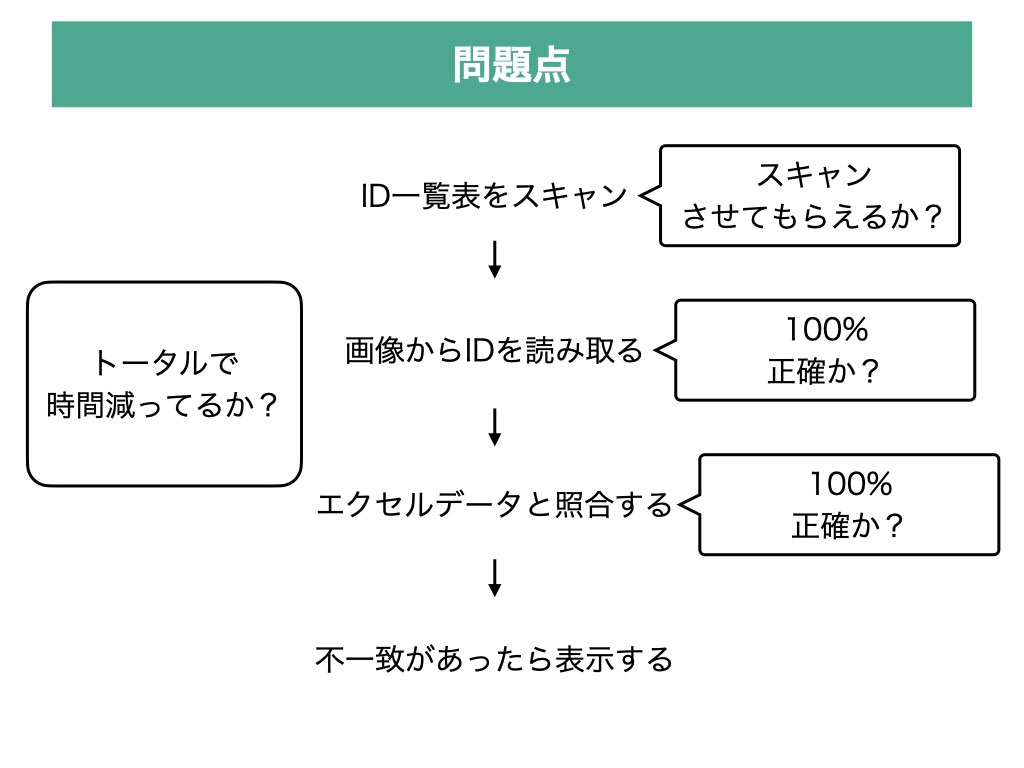 問題点
ID一覧表をスキャン
スキャン
させてもらえるか？
トータルで
時間減ってるか？
画像からIDを読み取る
100%
正確か？
エクセルデータと照合する
100%
正確か？
不一致があったら表示する